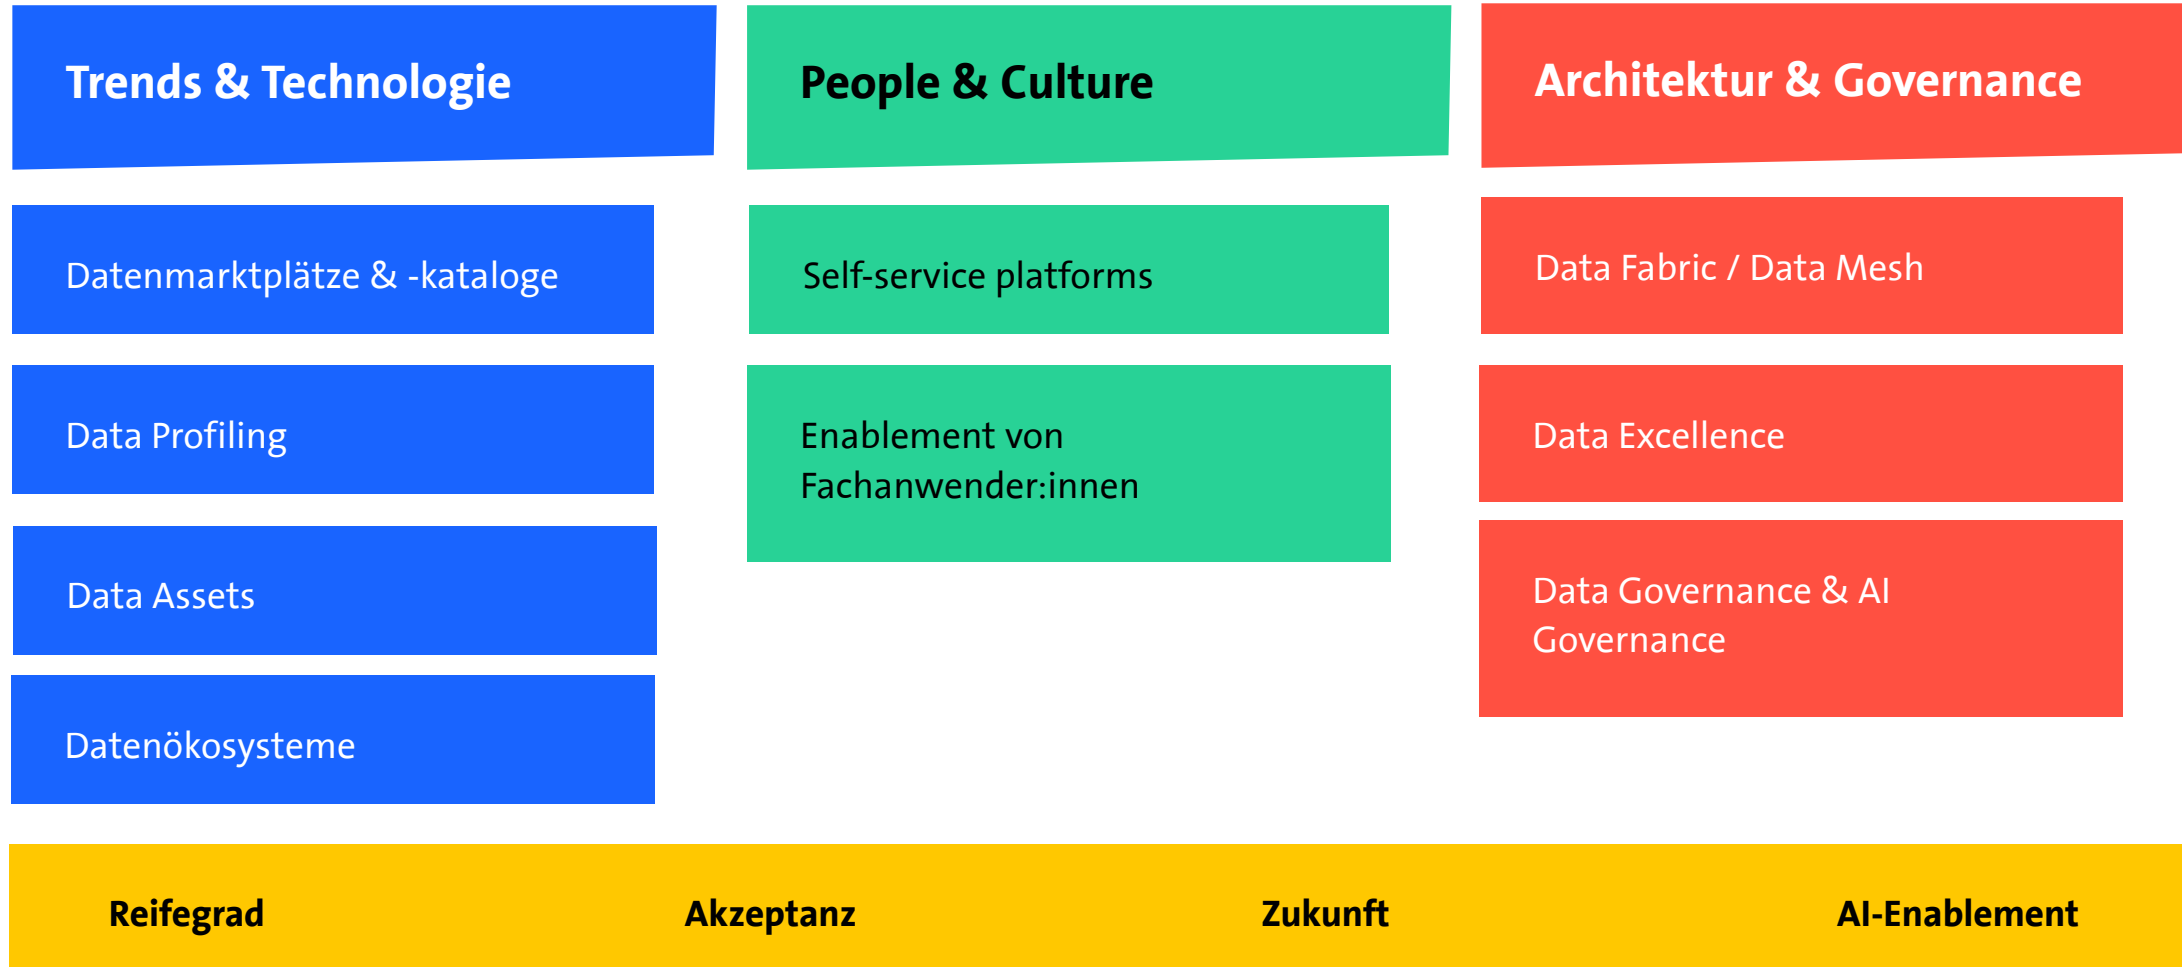 Trends & Technologie
Datenmarktplätze & -kataloge
Data Profiling
Data Assets
Datenökosysteme
People & Culture
Self-service platforms
Enablement von
Fachanwender:innen
Architektur & Governance
Data Fabric / Data Mesh
Data Excellence
Data Governance & AI
Governance
Reifegrad
Akzeptanz
Zukunft
AI-Enablement